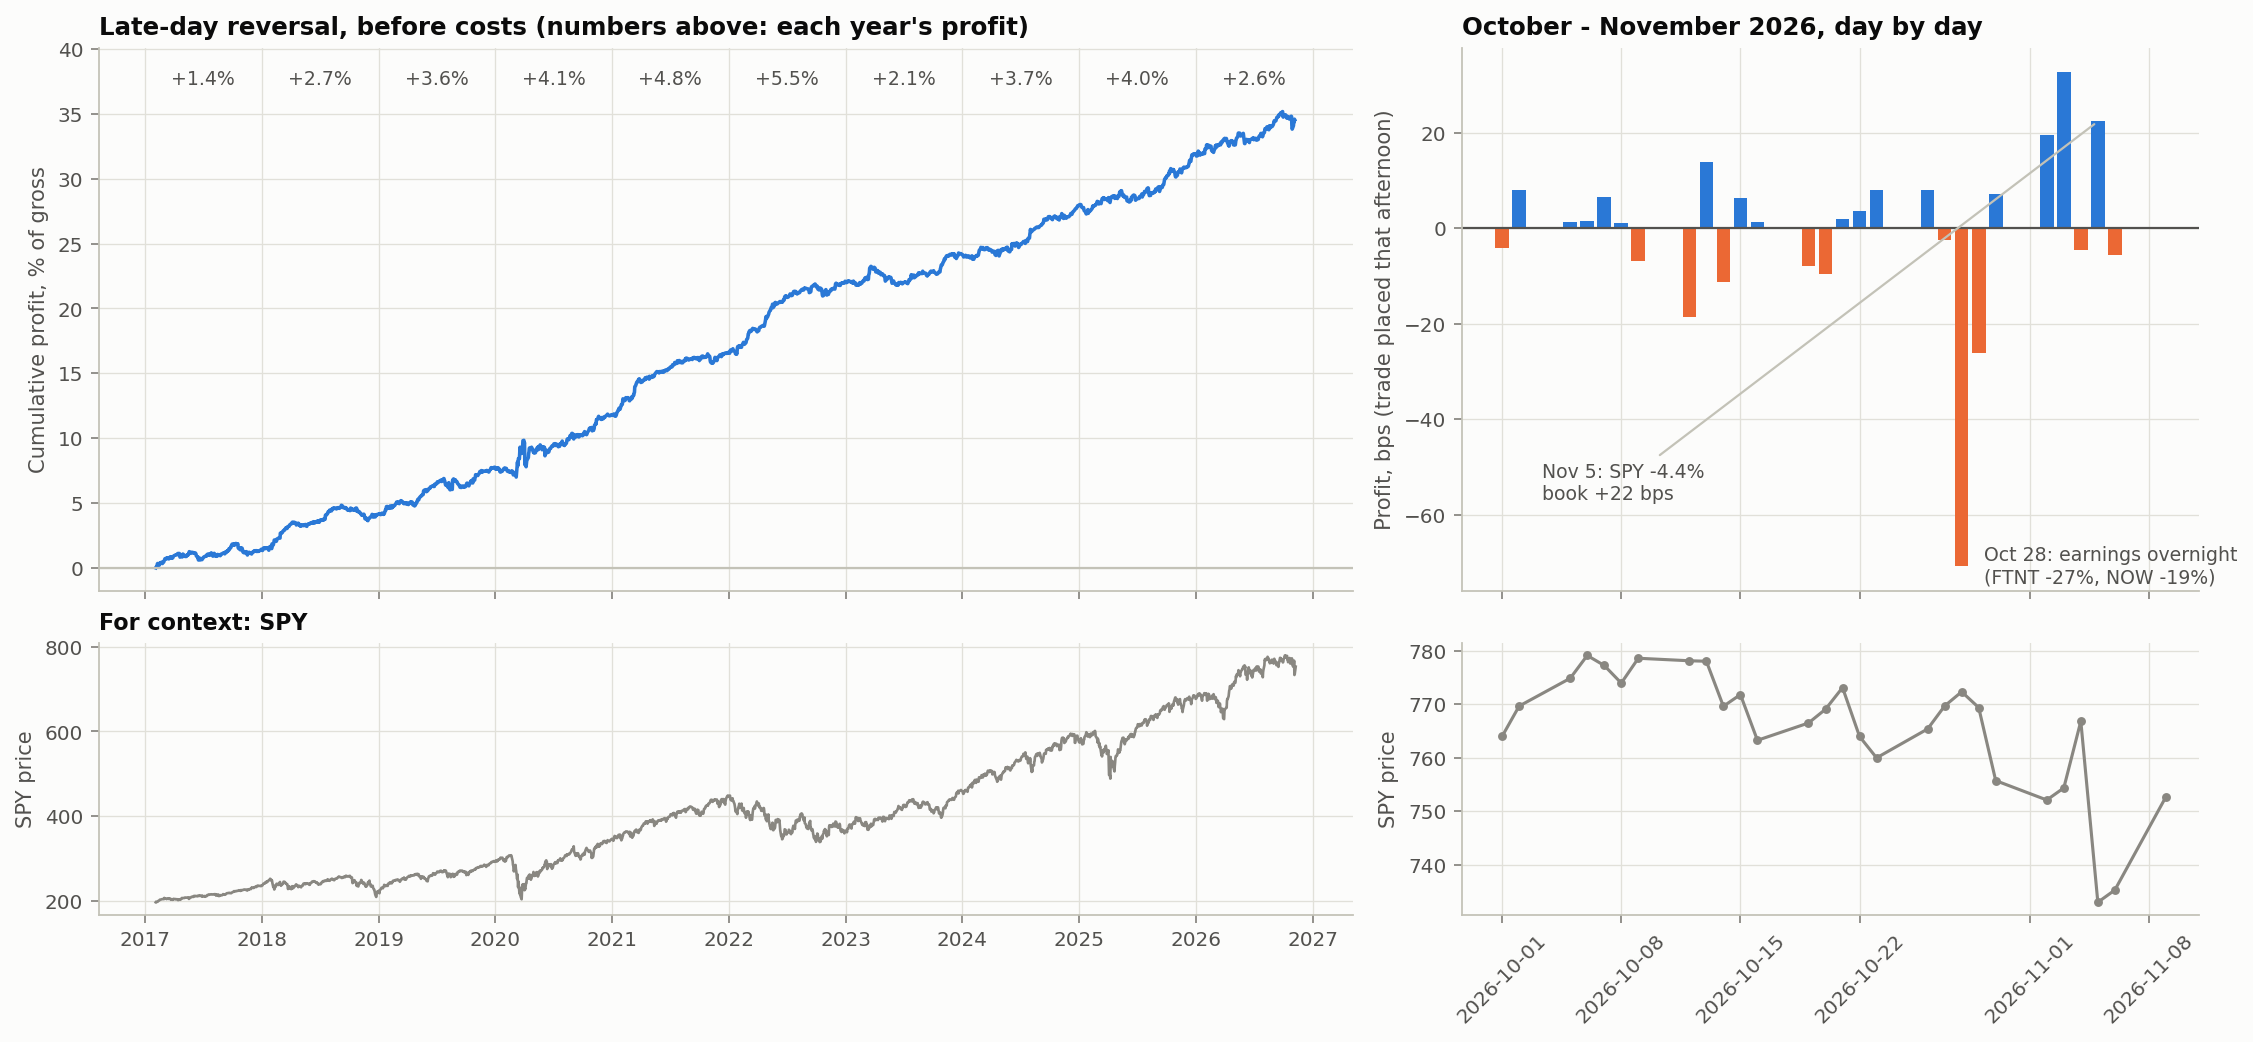 Late-day reversal, before costs (numbers above: each year's profit)
Cumulative profit, % of gross
40
35
30
25
20
15
10
5
0
+1.4% +2.7% +3.6% +4.1% +4.8% +5.5% +2.1% +3.7% +4.0% +2.6%
October - November 2026, day by day
Profit, bps (trade placed that afternoon)
20
0
−20
−40
−60
Nov 5: SPY -4.4%
book +22 bps
Oct 28: earnings overnight
(FTNT -27%, NOW -19%)
For context: SPY
SPY price
800
600
400
200
2017 2018 2019 2020 2021 2022 2023 2024 2025 2026 2027
SPY price
780
770
760
750
740
2026-10-01 2026-10-08 2026-10-15 2026-10-22 2026-11-01 2026-11-08